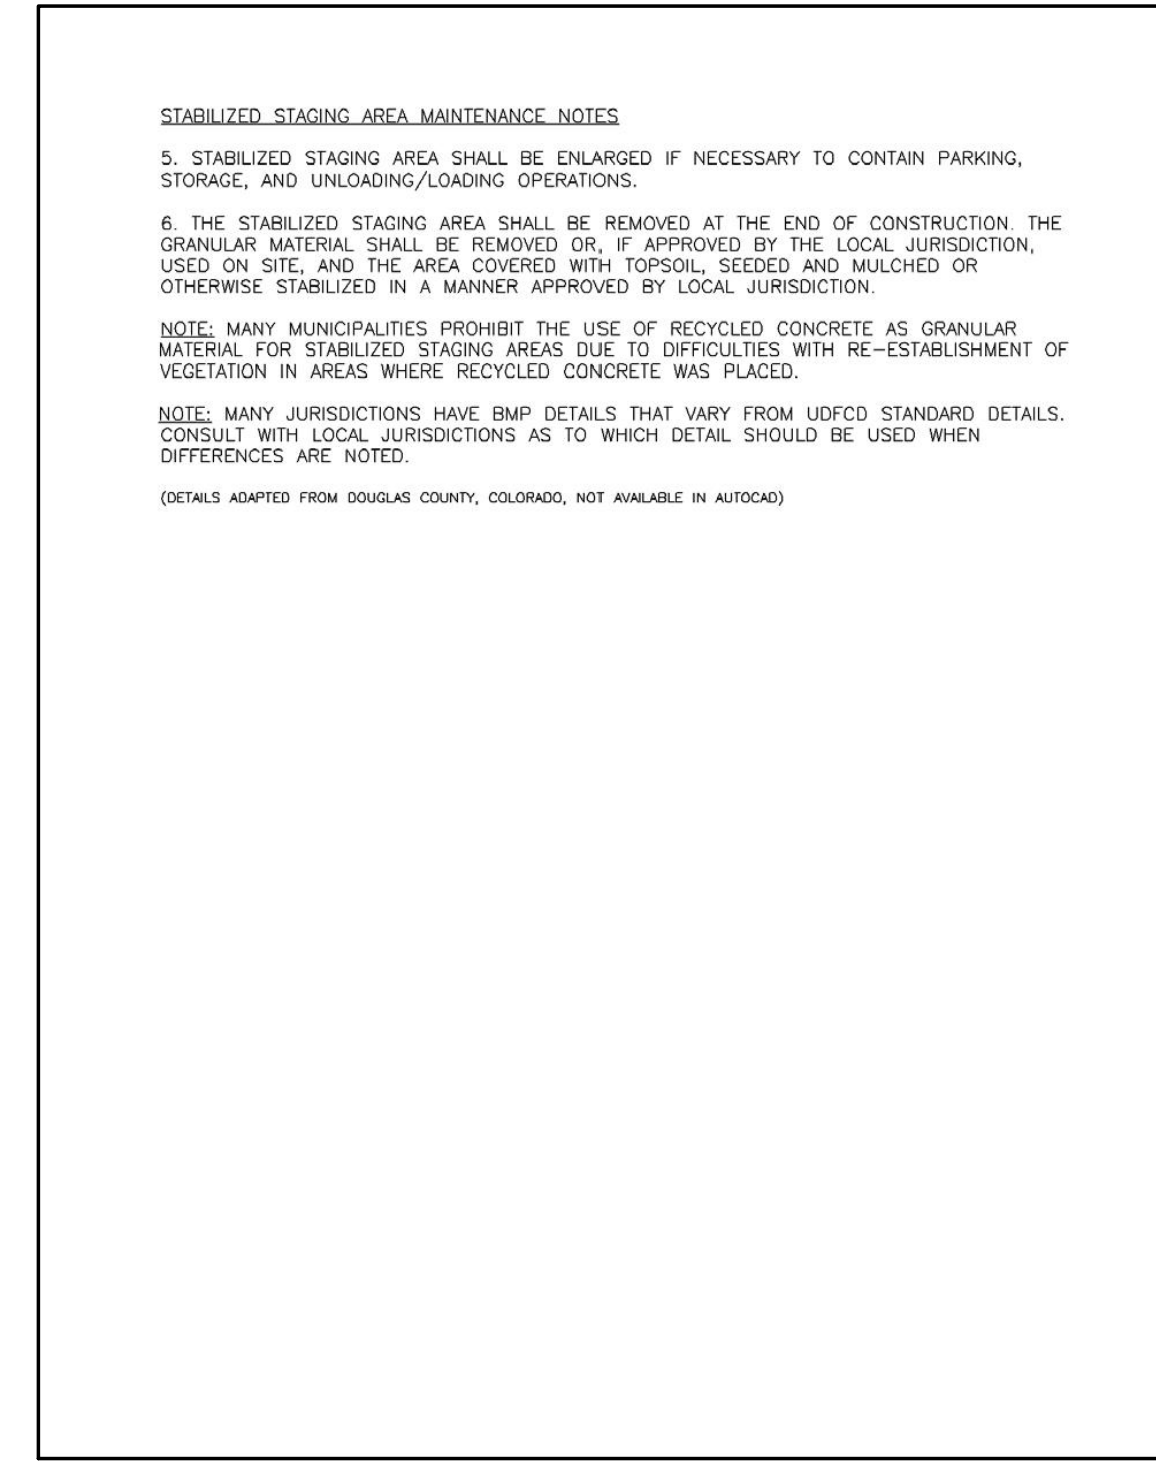 STABILIZED STAGING AREA MAINTENANCE NOTES
5. STABILIZED STAGING AREA SHALL BE ENLARGED IF NECESSARY TO CONTAIN PARKING,
STORAGE, AND UNLOADING/LOADING OPERATIONS.
6. THE STABILIZED STAGING AREA SHALL BE REMOVED AT THE END OF CONSTRUCTION. THE
GRANULAR MATERIAL SHALL BE REMOVED OR, IF APPROVED BY THE LOCAL JURISDICTION,
USED ON SITE, AND THE AREA COVERED WITH TOPSOIL, SEEDED AND MULCHED OR
OTHERWISE STABILIZED IN A MANNER APPROVED BY LOCAL JURISDICTION.
NOTE: MANY MUNICIPALITIES PROHIBIT THE USE OF RECYCLED CONCRETE AS GRANULAR
MATERIAL FOR STABILIZED STAGING AREAS DUE TO DIFFICULTIES WITH RE-ESTABLISHMENT OF
VEGETATION IN AREAS WHERE RECYCLED CONCRETE WAS PLACED.
NOTE: MANY JURISDICTIONS HAVE BMP DETAILS THAT VARY FROM UDFCD STANDARD DETAILS.
CONSULT WITH LOCAL JURISDICTIONS AS TO WHICH DETAIL SHOULD BE USED WHEN
DIFFERENCES ARE NOTED.
(DETAILS ADAPTED FROM DOUGLAS COUNTY, COLORADO, NOT AVAILABLE IN AUTOCAD)